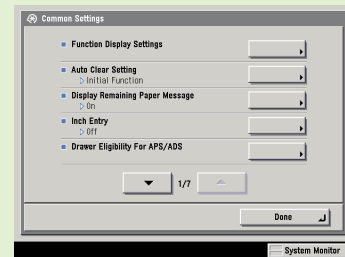 Common Settings
Function Display Settings
Auto Clear Setting
Initial Function
Display Remaining Paper Message
On
Inch Entry
Off
Drawer Eligibility For APS/ADS
1/7
Done
System Monitor